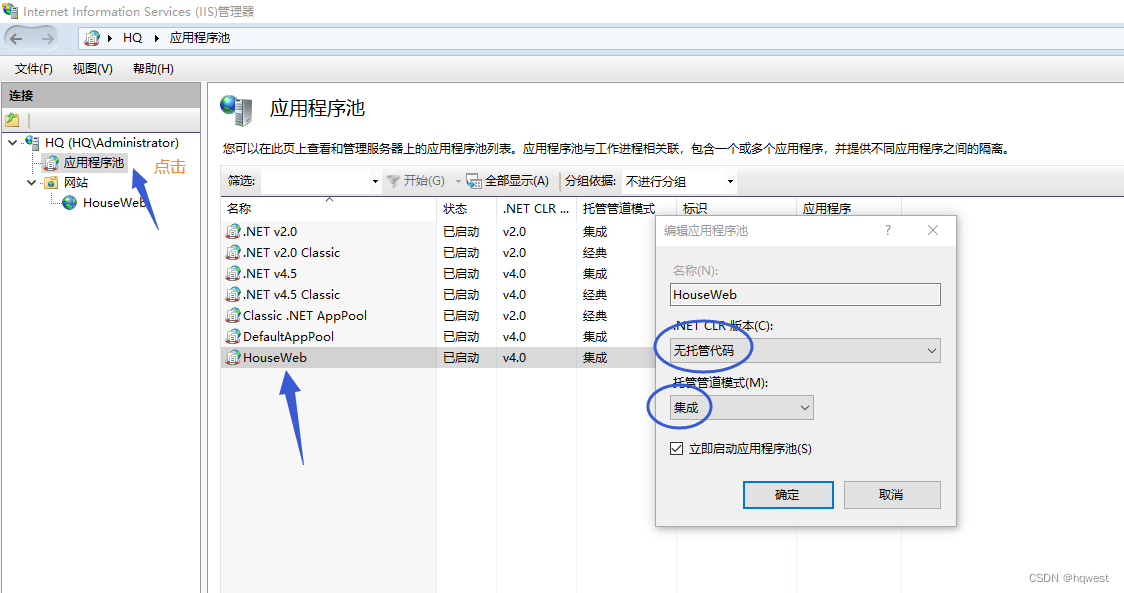 Internet Information Services (IIS)管理器
HQ 应用程序池
文件(F) 视图(V) 帮助(H)
连接
HQ (HQ\Administrator)
应用程序池
点击
网站
HouseWeb
应用程序池
您可以在此页上查看和管理服务器上的应用程序池列表。应用程序池与工作进程相关联，包含一个或多个应用程序，并提供不同应用程序之间的隔离。
筛选: 开始(G) 全部显示(A) 分组依据: 不进行分组
名称 状态 .NET CLR ... 托管管道模式 标识 应用程序
.NET v2.0 已启动 v2.0 集成
.NET v2.0 Classic 已启动 v2.0 经典
.NET v4.5 已启动 v4.0 集成
.NET v4.5 Classic 已启动 v4.0 经典
Classic .NET AppPool 已启动 v2.0 经典
DefaultAppPool 已启动 v4.0 集成
HouseWeb 已启动 v4.0 集成
编辑应用程序池 ?
名称(N):
HouseWeb
.NET CLR 版本(C):
无托管代码
托管管道模式(M):
集成
立即启动应用程序池(S)
确定 取消
CSDN @hqwest